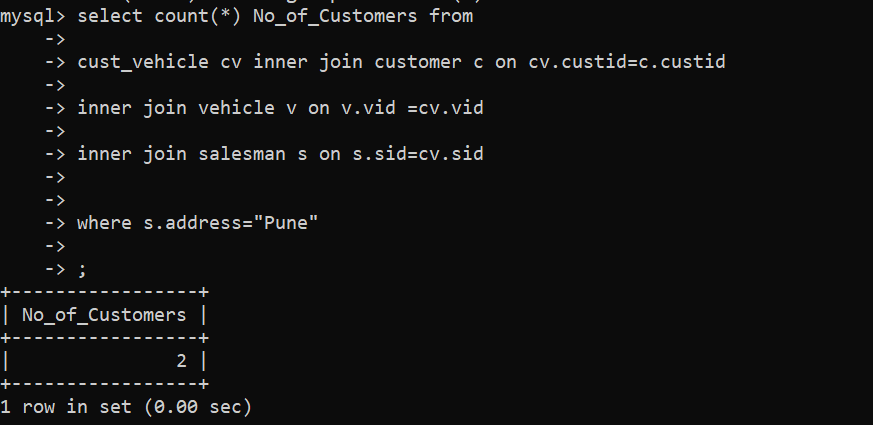 mysql> select count(*) No_of_Customers from
->
-> cust_vehicle cv inner join customer c on cv.custid=c.custid
->
-> inner join vehicle v on v.vid =cv.vid
->
-> inner join salesman s on s.sid=cv.sid
->
->
-> where s.address="Pune"
->
-> ;
+-----------------+
| No_of_Customers |
+-----------------+
|               2 |
+-----------------+
1 row in set (0.00 sec)